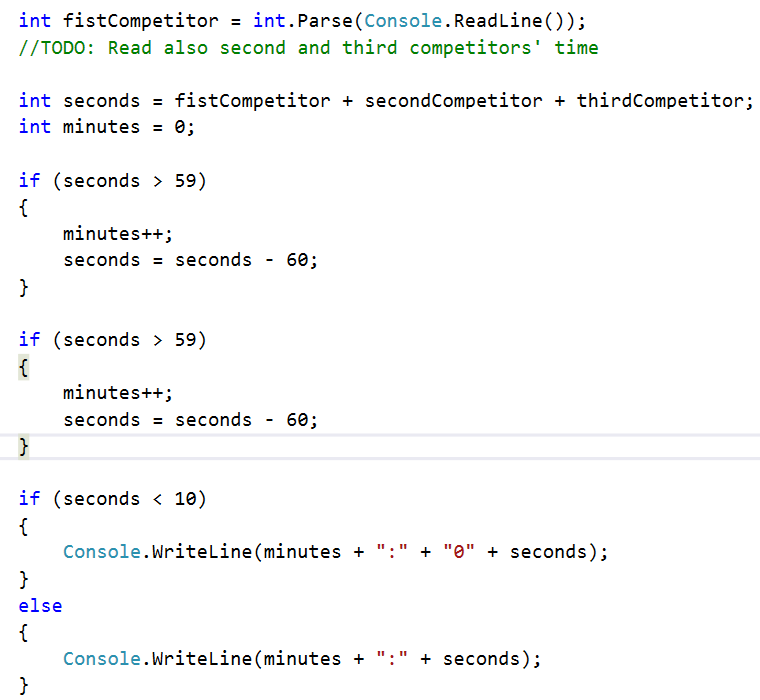 int fistCompetitor = int.Parse(Console.ReadLine());
//TODO: Read also second and third competitors' time
int seconds = fistCompetitor + secondCompetitor + thirdCompetitor;
int minutes = 0;
if (seconds > 59)
{
    minutes++;
    seconds = seconds - 60;
}
if (seconds > 59)
{
    minutes++;
    seconds = seconds - 60;
}
if (seconds < 10)
{
    Console.WriteLine(minutes + ":" + "0" + seconds);
}
else
{
    Console.WriteLine(minutes + ":" + seconds);
}